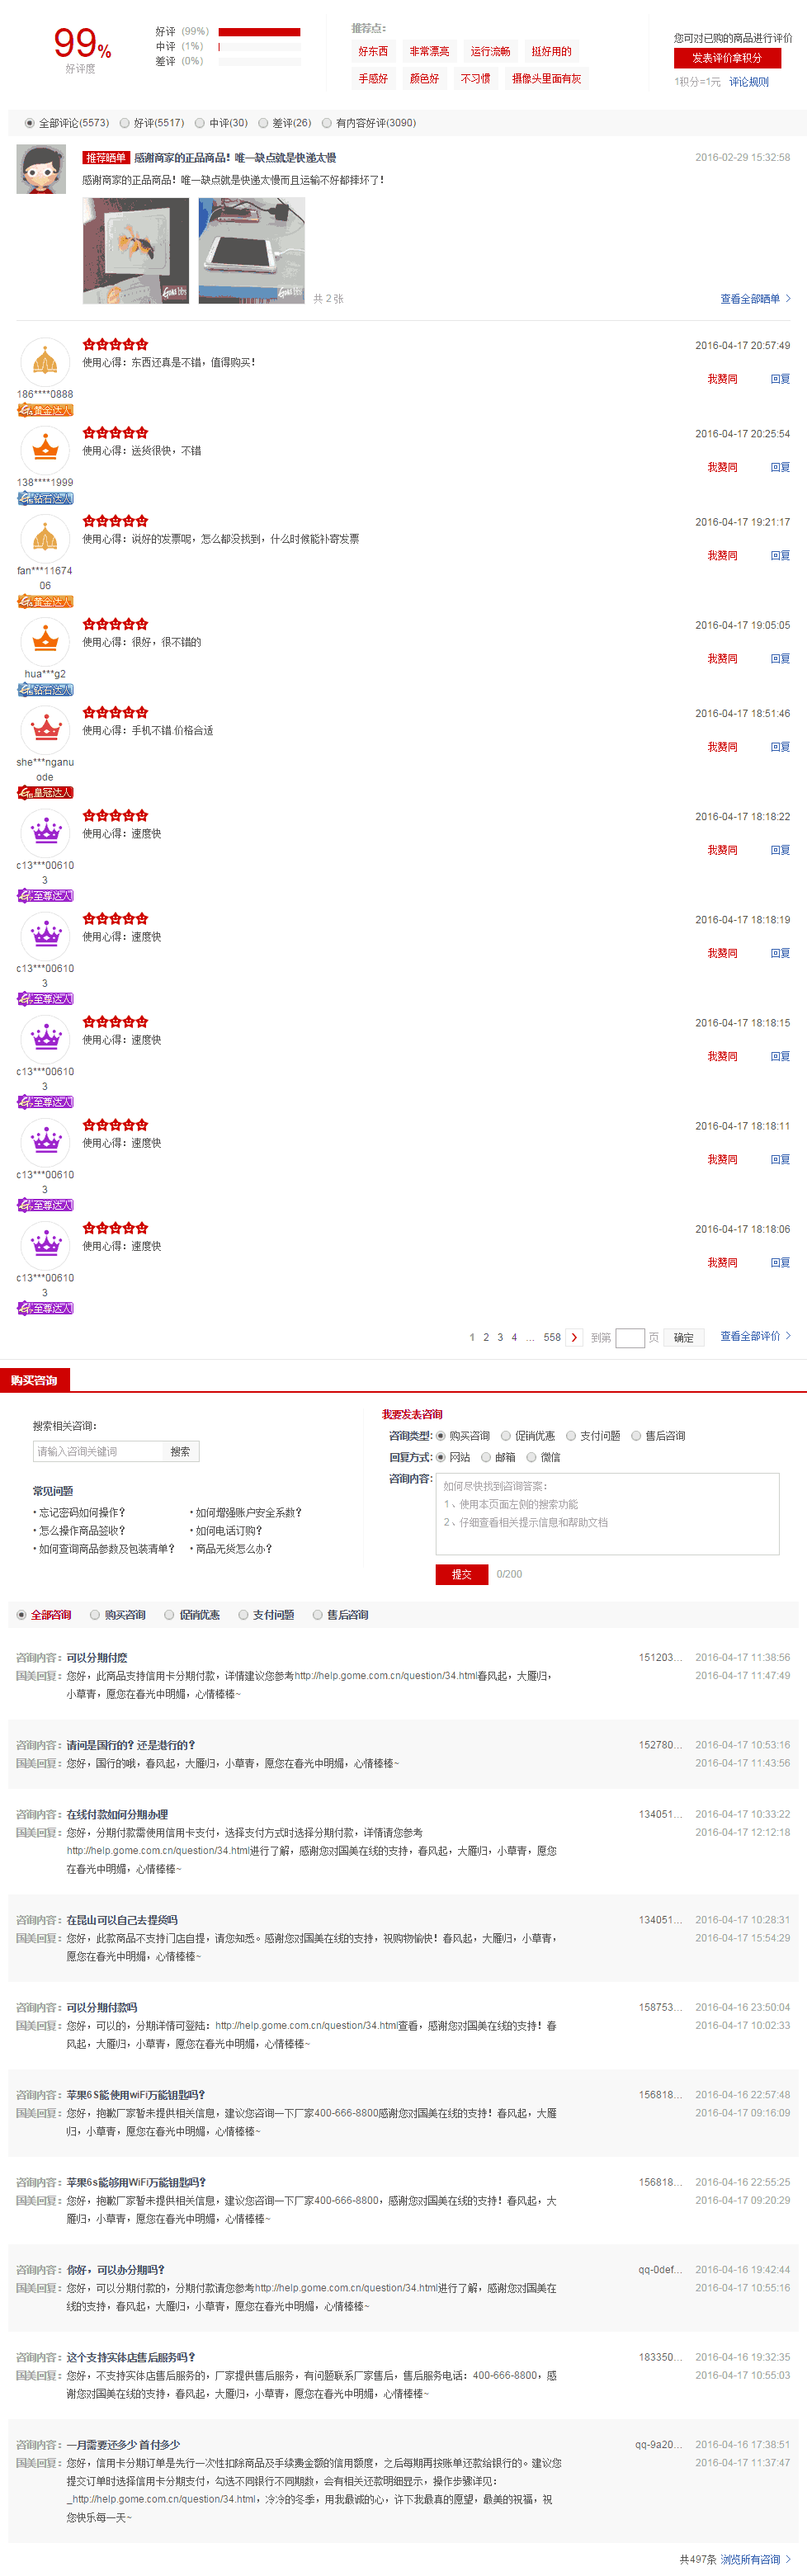 99%
好评度
好评 (99%)
中评 (1%)
差评 (0%)
推荐点:
好东西 非常漂亮 运行流畅 挺好用的
手感好 颜色好 不习惯 摄像头里面有灰
您可对已购的商品进行评价
发表评价拿积分
1积分=1元 评论规则
全部评论(5573) 好评(5517) 中评(30) 差评(26) 有内容好评(3090)
推荐晒单 感谢商家的正品商品！唯一缺点就是快递太慢 2016-02-29 15:32:58
感谢商家的正品商品！唯一缺点就是快递太慢而且运输不好都摔坏了！
共 2 张 查看全部晒单 >
2016-04-17 20:57:49
使用心得：东西还真是不错，值得购买！
我赞同 回复
186****0888
G4黄金达人
2016-04-17 20:25:54
使用心得：送货很快，不错
我赞同 回复
138****1999
钻石达人
2016-04-17 19:21:17
使用心得：说好的发票呢，怎么都没找到，什么时候能补寄发票
我赞同 回复
fan***11674
06
G4黄金达人
2016-04-17 19:05:05
使用心得：很好，很不错的
我赞同 回复
hua***g2
钻石达人
2016-04-17 18:51:46
使用心得：手机不错.价格合适
我赞同 回复
she***nganu
ode
皇冠达人
2016-04-17 18:18:22
使用心得：速度快
我赞同 回复
c13***00610
3
至尊达人
2016-04-17 18:18:19
使用心得：速度快
我赞同 回复
c13***00610
3
至尊达人
2016-04-17 18:18:15
使用心得：速度快
我赞同 回复
c13***00610
3
至尊达人
2016-04-17 18:18:11
使用心得：速度快
我赞同 回复
c13***00610
3
至尊达人
2016-04-17 18:18:06
使用心得：速度快
我赞同 回复
c13***00610
3
至尊达人
1 2 3 4 ... 558 > 到第 页 确定 查看全部评价 >
购买咨询
搜索相关咨询：
请输入咨询关键词 搜索
常见问题
• 忘记密码如何操作？ • 如何增强账户安全系数？
• 怎么操作商品签收？ • 如何电话订购？
• 如何查询商品参数及包装清单？ • 商品无货怎么办？
我要发表咨询
咨询类型: 购买咨询 促销优惠 支付问题 售后咨询
回复方式: 网站 邮箱 微信
咨询内容: 如何尽快找到咨询答案：
1、使用本页面左侧的搜索功能
2、仔细查看相关提示信息和帮助文档
提交 0/200
全部咨询 购买咨询 促销优惠 支付问题 售后咨询
咨询内容：可以分期付麽 151203... 2016-04-17 11:38:56
国美回复：您好，此商品支持信用卡分期付款，详情建议您参考http://help.gome.com.cn/question/34.html春风起，大雁归， 2016-04-17 11:47:49
小草青，愿您在春光中明媚，心情棒棒~
咨询内容：请问是国行的？还是港行的？ 152780... 2016-04-17 10:53:16
国美回复：您好，国行的哦，春风起，大雁归，小草青，愿您在春光中明媚，心情棒棒~ 2016-04-17 11:43:56
咨询内容：在线付款如何分期办理 134051... 2016-04-17 10:33:22
国美回复：您好，分期付款需使用信用卡支付，选择支付方式时选择分期付款，详情请您参考 2016-04-17 12:12:18
http://help.gome.com.cn/question/34.html进行了解，感谢您对国美在线的支持，春风起，大雁归，小草青，愿您
在春光中明媚，心情棒棒~
咨询内容：在昆山可以自己去提货吗 134051... 2016-04-17 10:28:31
国美回复：您好，此款商品不支持门店自提，请您知悉。感谢您对国美在线的支持，祝购物愉快！春风起，大雁归，小草青， 2016-04-17 15:54:29
愿您在春光中明媚，心情棒棒~
咨询内容：可以分期付款吗 158753... 2016-04-16 23:50:04
国美回复：您好，可以的，分期详情可登陆：http://help.gome.com.cn/question/34.html查看，感谢您对国美在线的支持！春 2016-04-17 10:02:33
风起，大雁归，小草青，愿您在春光中明媚，心情棒棒~
咨询内容：苹果6S能使用wiFi万能钥匙吗？ 156818... 2016-04-16 22:57:48
国美回复：您好，抱歉厂家暂未提供相关信息，建议您咨询一下厂家400-666-8800感谢您对国美在线的支持！春风起，大雁 2016-04-17 09:16:09
归，小草青，愿您在春光中明媚，心情棒棒~
咨询内容：苹果6s能够用WiFi万能钥匙吗？ 156818... 2016-04-16 22:55:25
国美回复：您好，抱歉厂家暂未提供相关信息，建议您咨询一下厂家400-666-8800，感谢您对国美在线的支持！春风起，大 2016-04-17 09:20:29
雁归，小草青，愿您在春光中明媚，心情棒棒~
咨询内容：你好，可以办分期吗？ qq-0def... 2016-04-16 19:42:44
国美回复：您好，可以分期付款的，分期付款请您参考http://help.gome.com.cn/question/34.html进行了解，感谢您对国美在 2016-04-17 10:55:16
线的支持，春风起，大雁归，小草青，愿您在春光中明媚，心情棒棒~
咨询内容：这个支持实体店售后服务吗？ 183350... 2016-04-16 19:32:35
国美回复：您好，不支持实体店售后服务的，厂家提供售后服务，有问题联系厂家售后，售后服务电话：400-666-8800，感 2016-04-17 10:55:03
谢您对国美在线的支持，春风起，大雁归，小草青，愿您在春光中明媚，心情棒棒~
咨询内容：一月需要还多少 首付多少 qq-9a20... 2016-04-16 17:38:51
国美回复：您好，信用卡分期订单是先行一次性扣除商品及手续费金额的信用额度，之后每期再按账单还款给银行的。建议您 2016-04-17 11:37:47
提交订单时选择信用卡分期支付，勾选不同银行不同期数，会有相关还款明细显示，操作步骤详见：
_http://help.gome.com.cn/question/34.html，冷冷的冬季，用我最诚的心，许下我最真的愿望，最美的祝福，祝
您快乐每一天~
共497条 浏览所有咨询 >